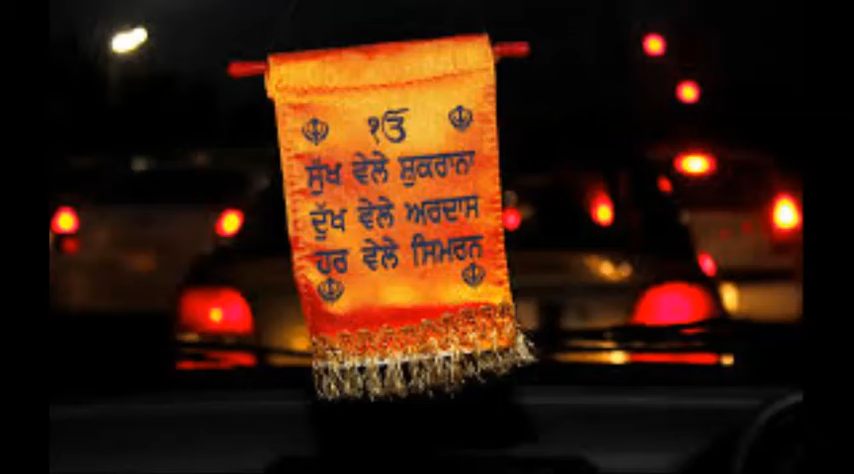 ੴ
ਸੁੱਖ ਵੇਲੇ ਸ਼ੁਕਰਾਨਾ
ਦੁੱਖ ਵੇਲੇ ਅਰਦਾਸ
ਹਰ ਵੇਲੇ ਸਿਮਰਨ